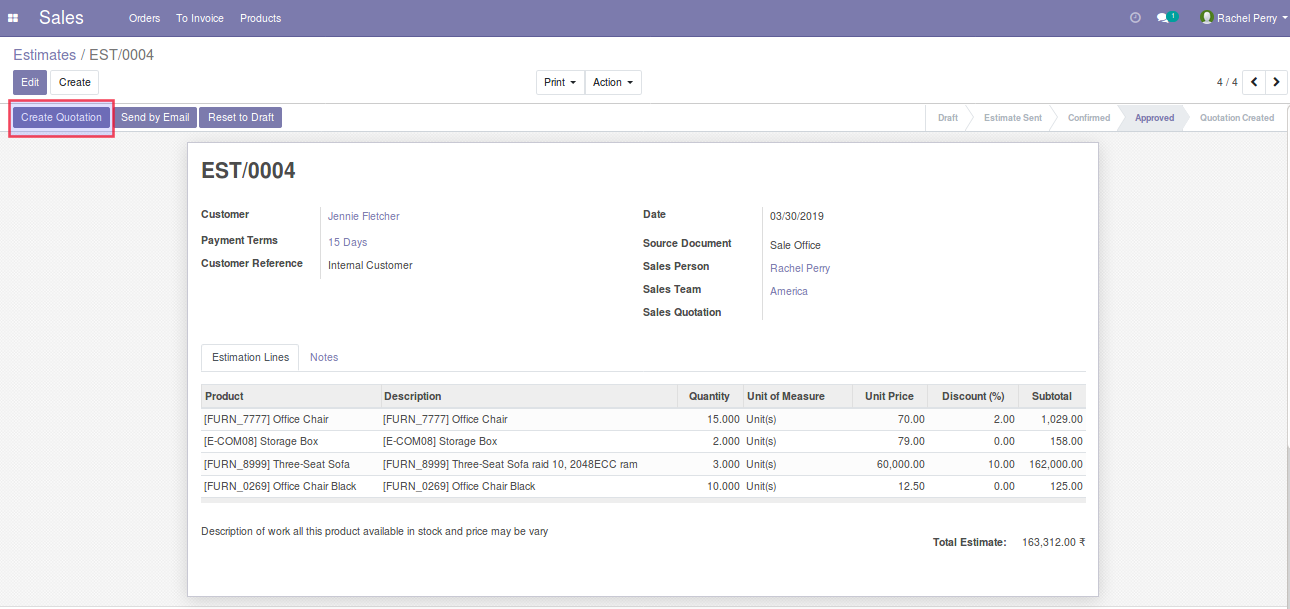 Sales Orders To Invoice Products 1 Rachel Perry
Estimates / EST/0004
Edit Create Print Action 4 / 4
Create Quotation Send by Email Reset to Draft Draft Estimate Sent Confirmed Approved Quotation Created
EST/0004
Customer Jennie Fletcher Date 03/30/2019
Payment Terms 15 Days Source Document Sale Office
Customer Reference Internal Customer Sales Person Rachel Perry
Sales Team America
Sales Quotation
Estimation Lines Notes
Product Description Quantity Unit of Measure Unit Price Discount (%) Subtotal
[FURN_7777] Office Chair [FURN_7777] Office Chair 15.000 Unit(s) 70.00 2.00 1,029.00
[E-COM08] Storage Box [E-COM08] Storage Box 2.000 Unit(s) 79.00 0.00 158.00
[FURN_8999] Three-Seat Sofa [FURN_8999] Three-Seat Sofa raid 10, 2048ECC ram 3.000 Unit(s) 60,000.00 10.00 162,000.00
[FURN_0269] Office Chair Black [FURN_0269] Office Chair Black 10.000 Unit(s) 12.50 0.00 125.00
Description of work all this product available in stock and price may be vary
Total Estimate: 163,312.00 ₹